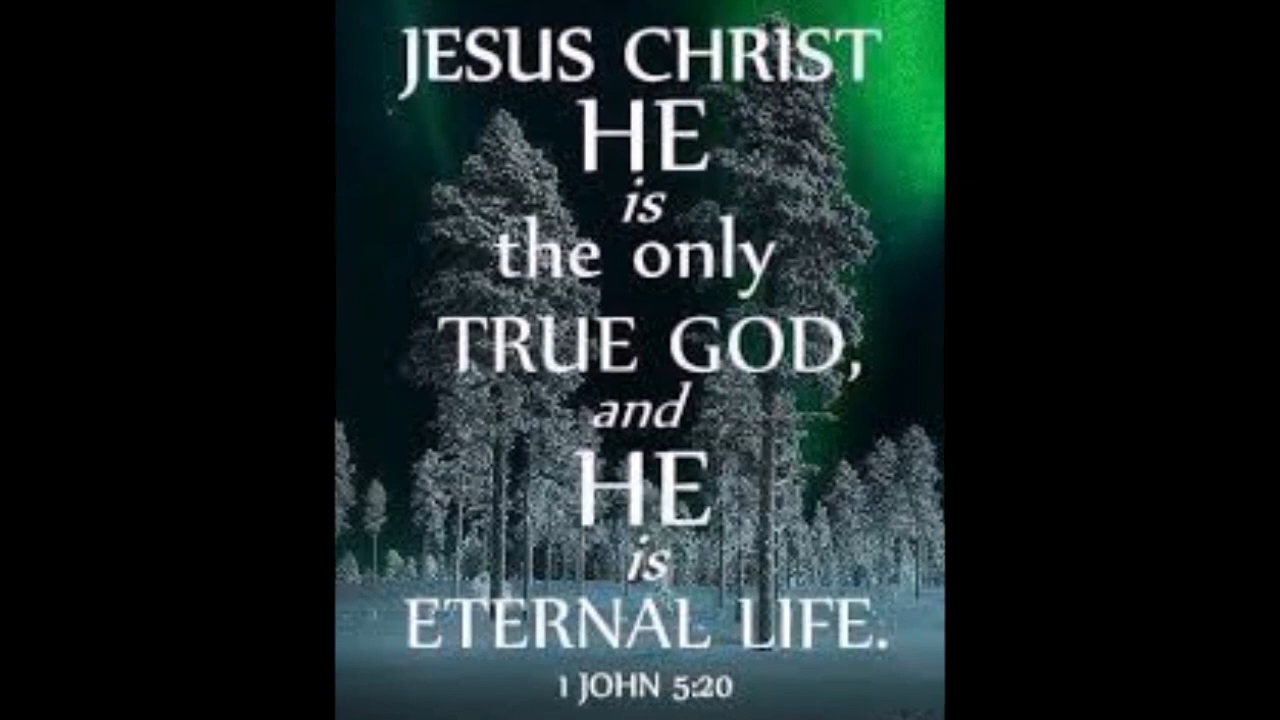 JESUS CHRIST
HE
is
the only
TRUE GOD,
and
HE
is
ETERNAL LIFE.
1 JOHN 5:20